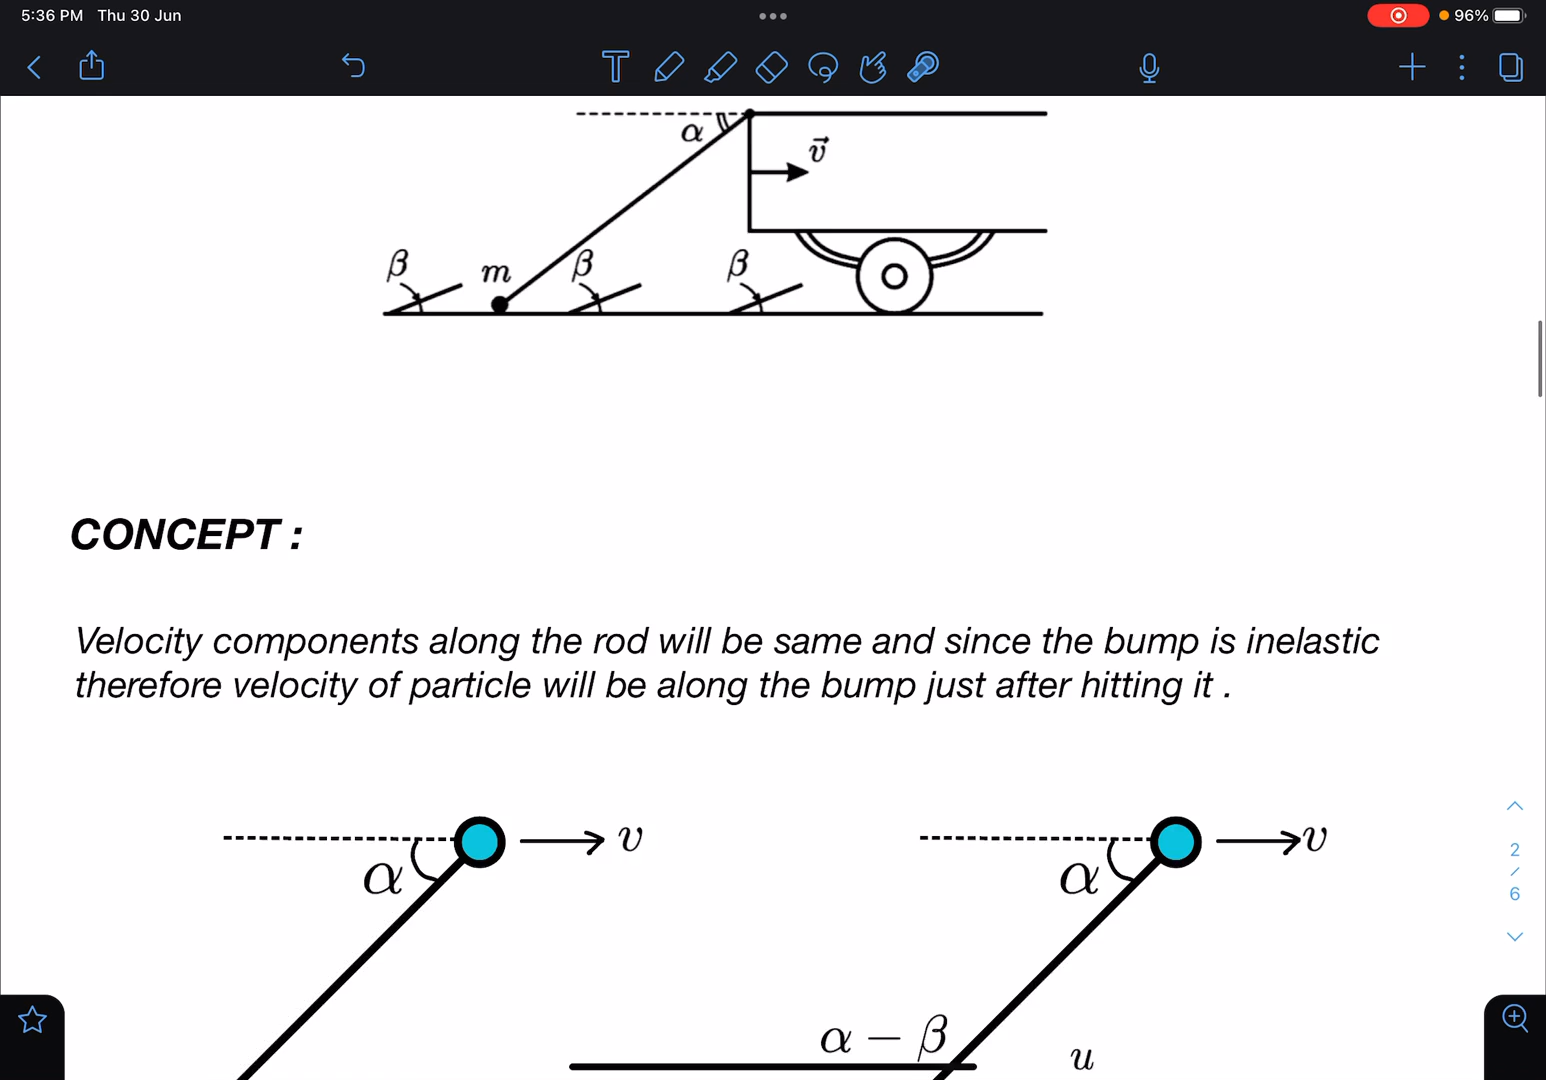 5:36 PM Thu 30 Jun
96%
α
v⃗
β
m
β
β
CONCEPT :
Velocity components along the rod will be same and since the bump is inelastic
therefore velocity of particle will be along the bump just after hitting it .
v
v
α
α
2
/
6
α − β
u